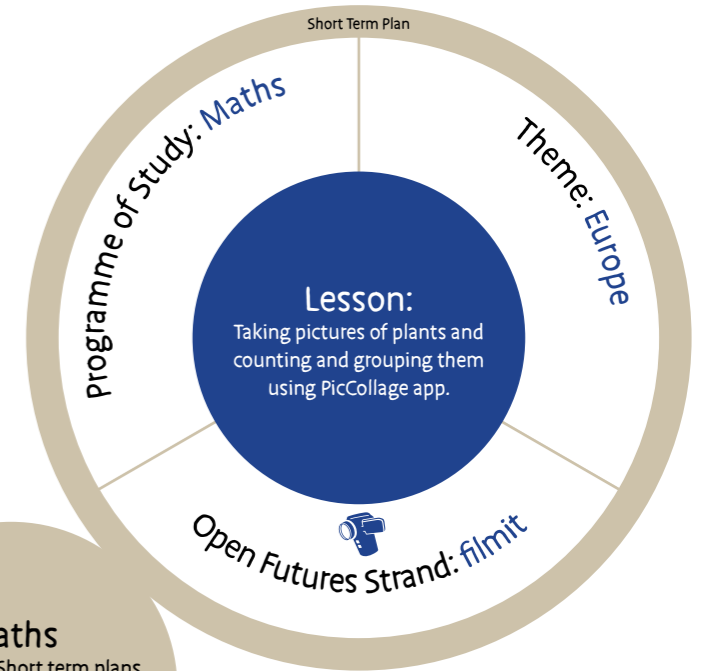 Short Term Plan
Programme of Study: Maths
Theme: Europe
Lesson:
Taking pictures of plants and
counting and grouping them
using PicCollage app.
Open Futures Strand: filmit
aths
Short term plans